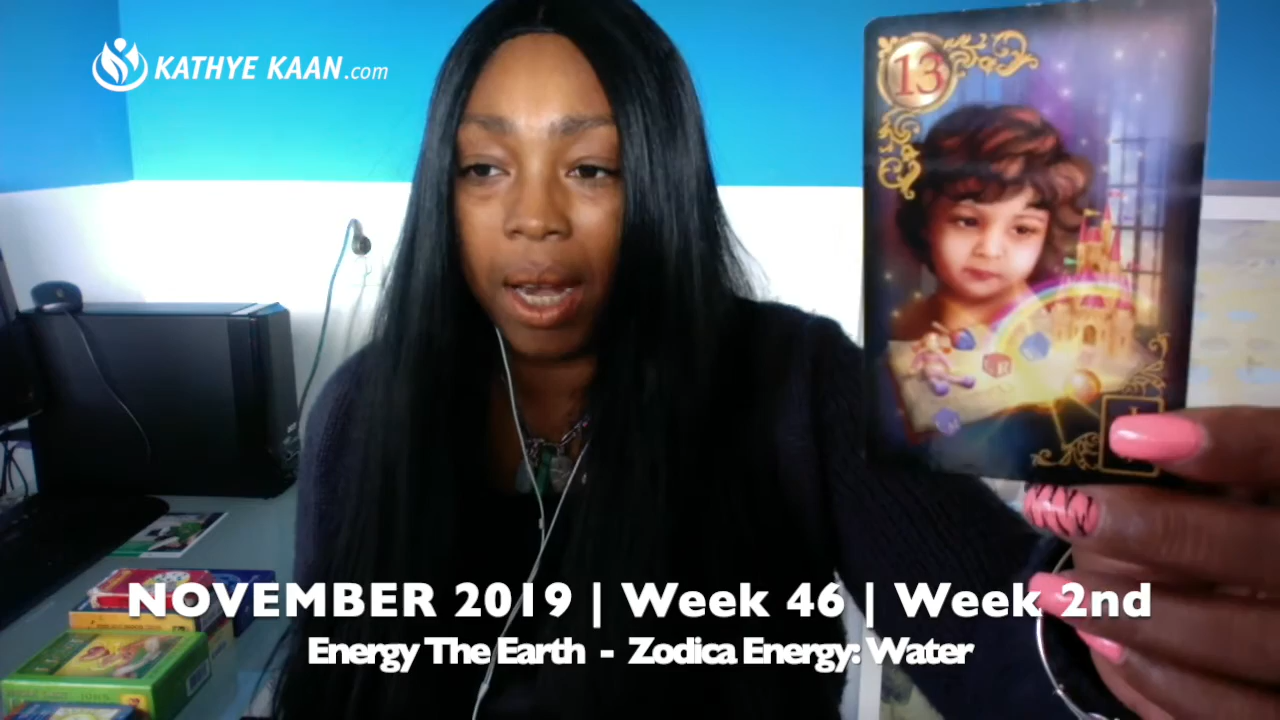 KATHYE KAAN.com
13
NOVEMBER 2019 | Week 46 | Week 2nd
Energy The Earth - Zodica Energy: Water